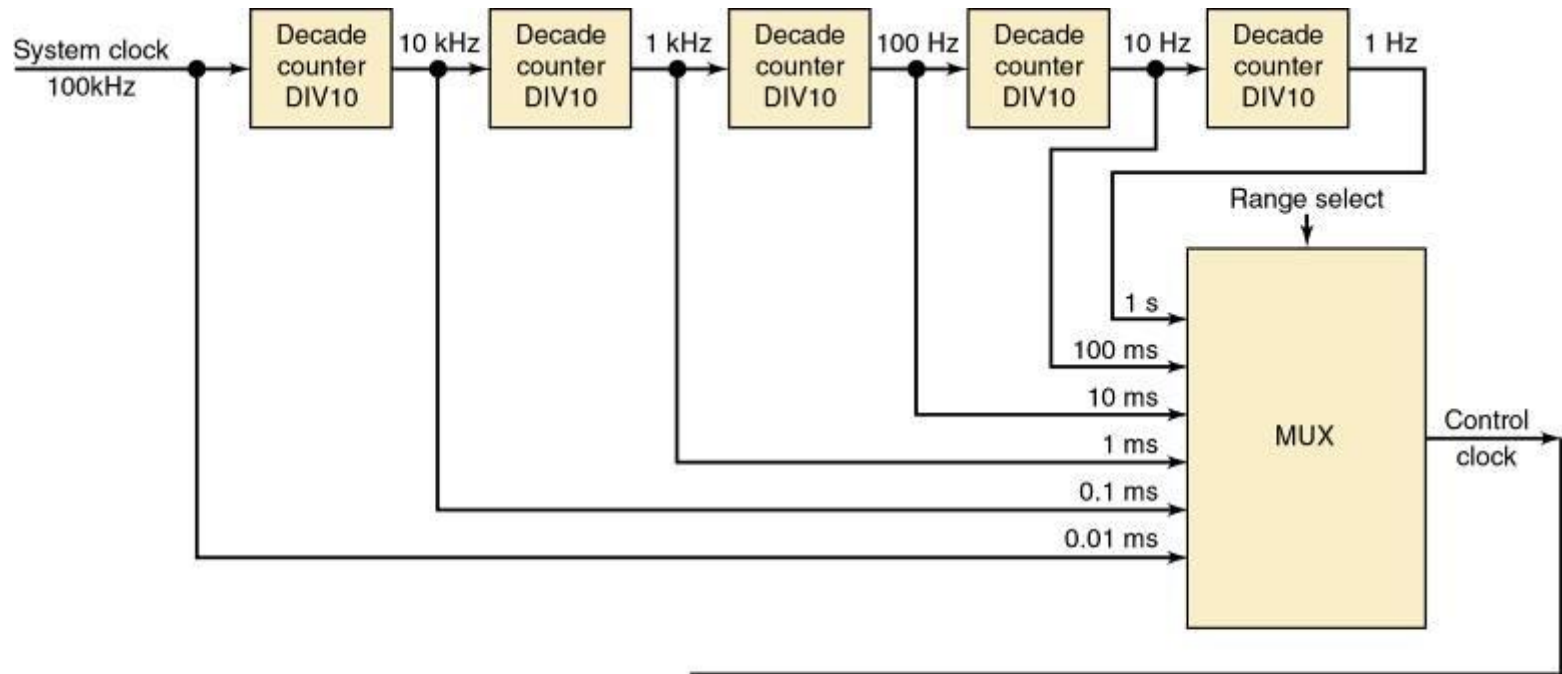 System clock
100kHz
Decade
counter
DIV10
10 kHz
Decade
counter
DIV10
1 kHz
Decade
counter
DIV10
100 Hz
Decade
counter
DIV10
10 Hz
Decade
counter
DIV10
1 Hz
Range select
1 s
100 ms
10 ms
1 ms
0.1 ms
0.01 ms
MUX
Control
clock